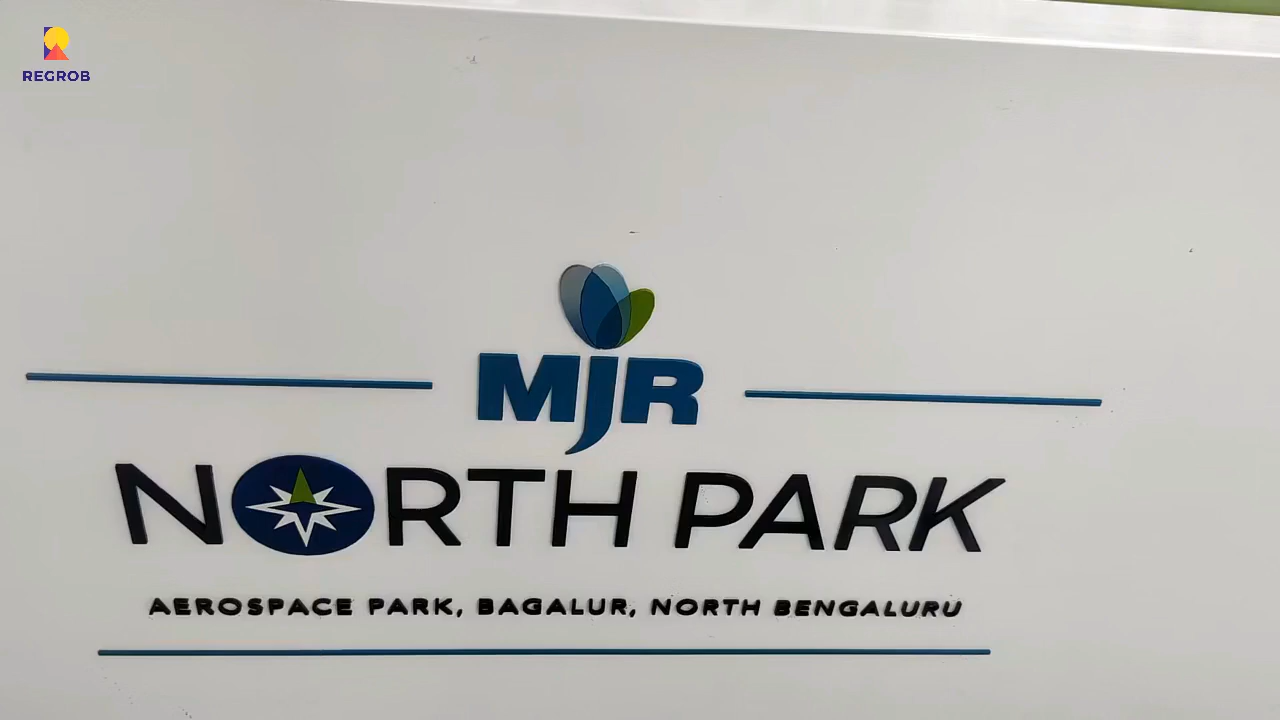 REGROB
MJR
NORTH PARK
AEROSPACE PARK, BAGALUR, NORTH BENGALURU